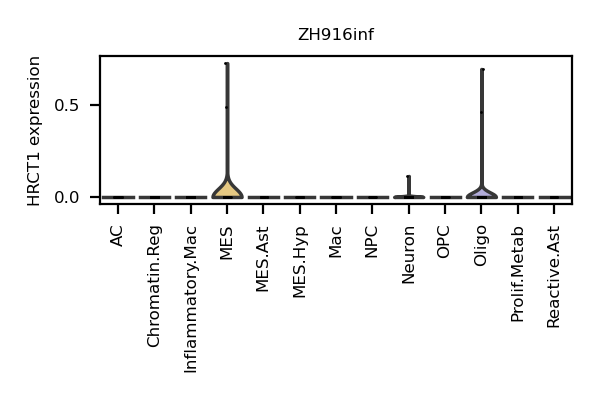 ZH916inf
HRCT1 expression
0.5
0.0
AC
Chromatin.Reg
Inflammatory.Mac
MES
MES.Ast
MES.Hyp
Mac
NPC
Neuron
OPC
Oligo
Prolif.Metab
Reactive.Ast